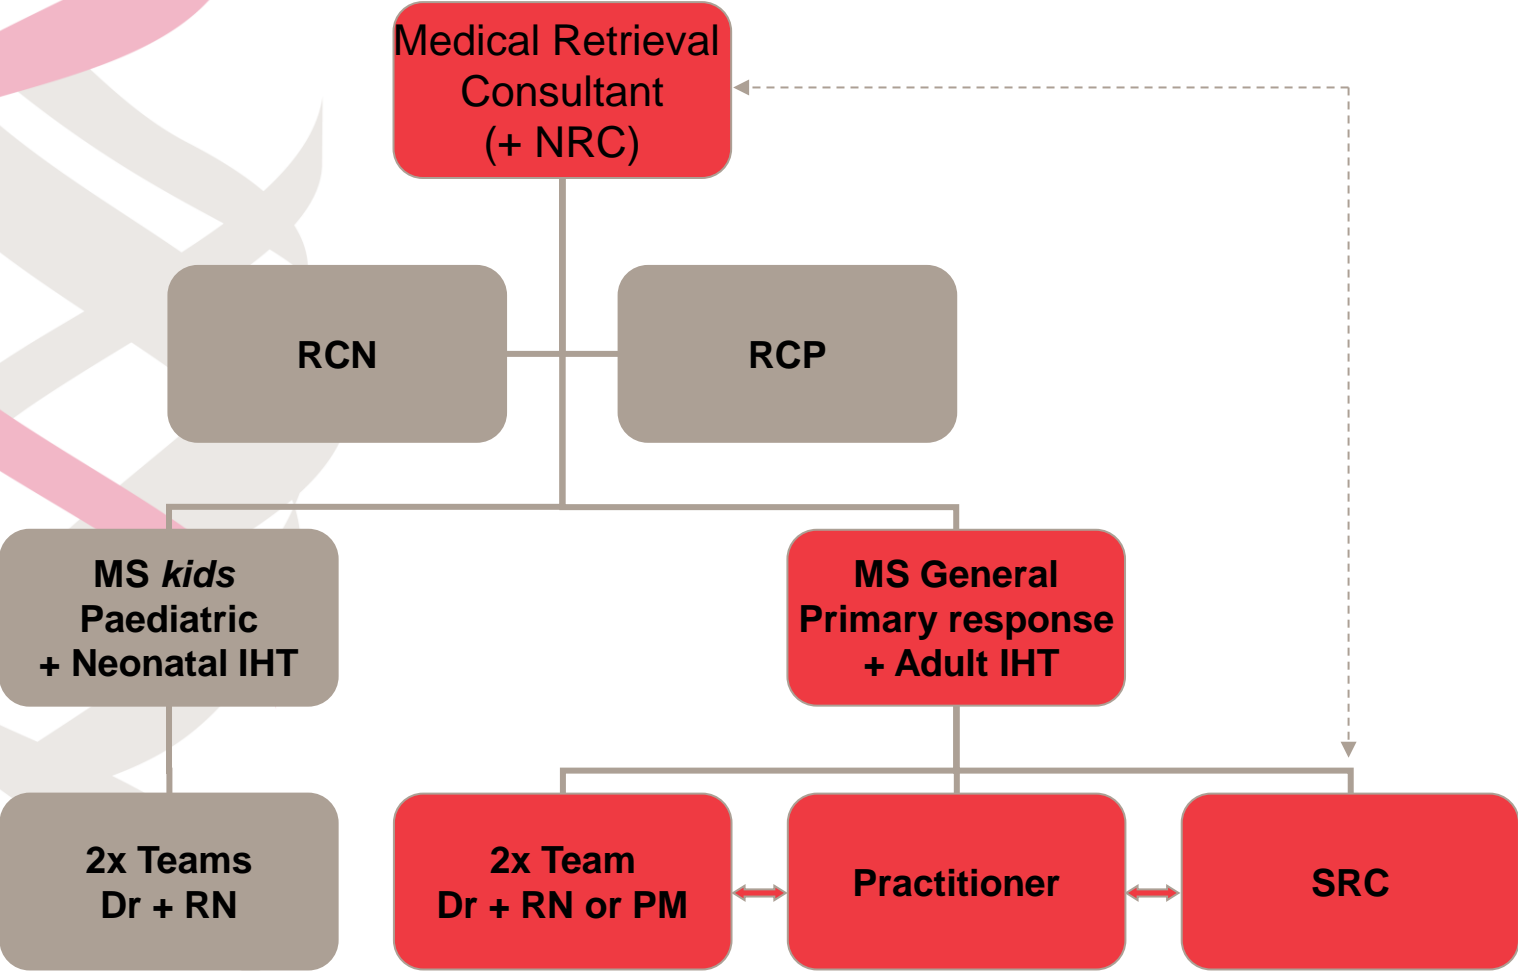 Medical Retrieval
Consultant
(+ NRC)
RCN
RCP
MS kids
Paediatric
+ Neonatal IHT
MS General
Primary response
+ Adult IHT
2x Teams
Dr + RN
2x Team
Dr + RN or PM
Practitioner
SRC